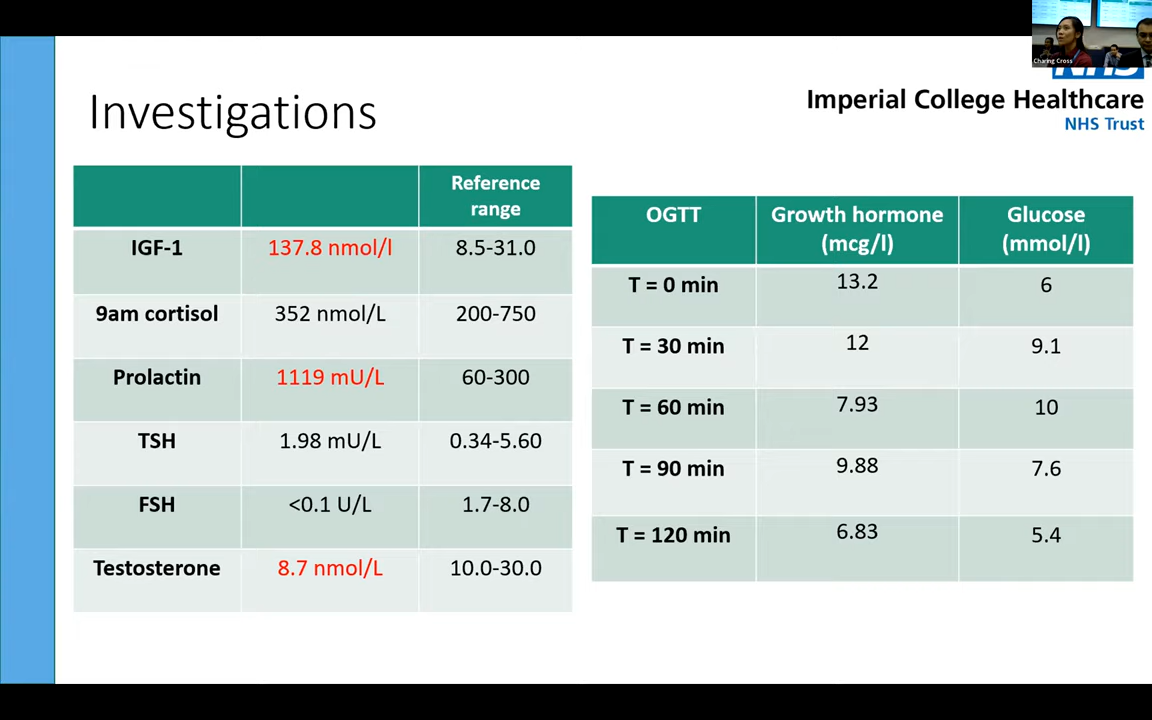 Charing Cross
NHS
Imperial College Healthcare
NHS Trust
Investigations
Reference range
IGF-1 137.8 nmol/l 8.5-31.0
9am cortisol 352 nmol/L 200-750
Prolactin 1119 mU/L 60-300
TSH 1.98 mU/L 0.34-5.60
FSH <0.1 U/L 1.7-8.0
Testosterone 8.7 nmol/L 10.0-30.0
OGTT Growth hormone (mcg/l) Glucose (mmol/l)
T = 0 min 13.2 6
T = 30 min 12 9.1
T = 60 min 7.93 10
T = 90 min 9.88 7.6
T = 120 min 6.83 5.4